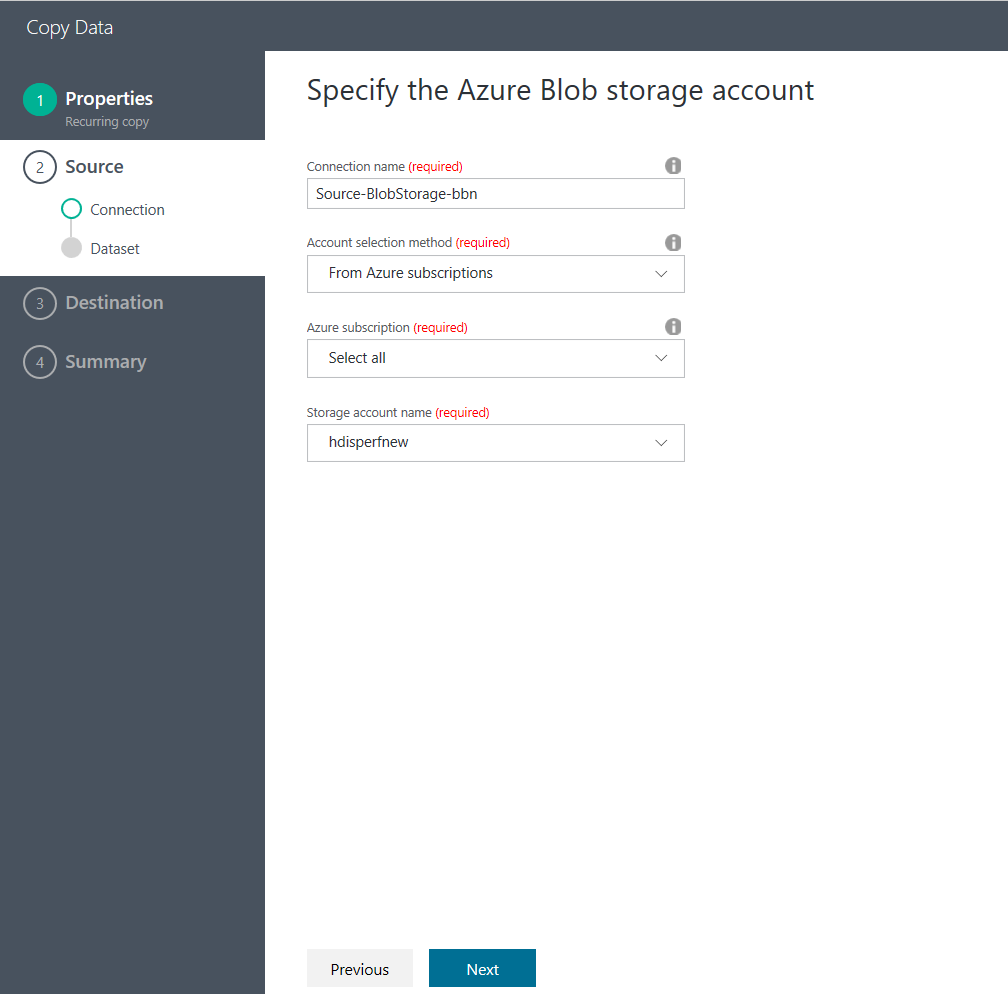 Copy Data
1 Properties
Recurring copy
2 Source
Connection
Dataset
3 Destination
4 Summary
Specify the Azure Blob storage account
Connection name (required)
Source-BlobStorage-bbn
Account selection method (required)
From Azure subscriptions
Azure subscription (required)
Select all
Storage account name (required)
hdisperfnew
Previous Next